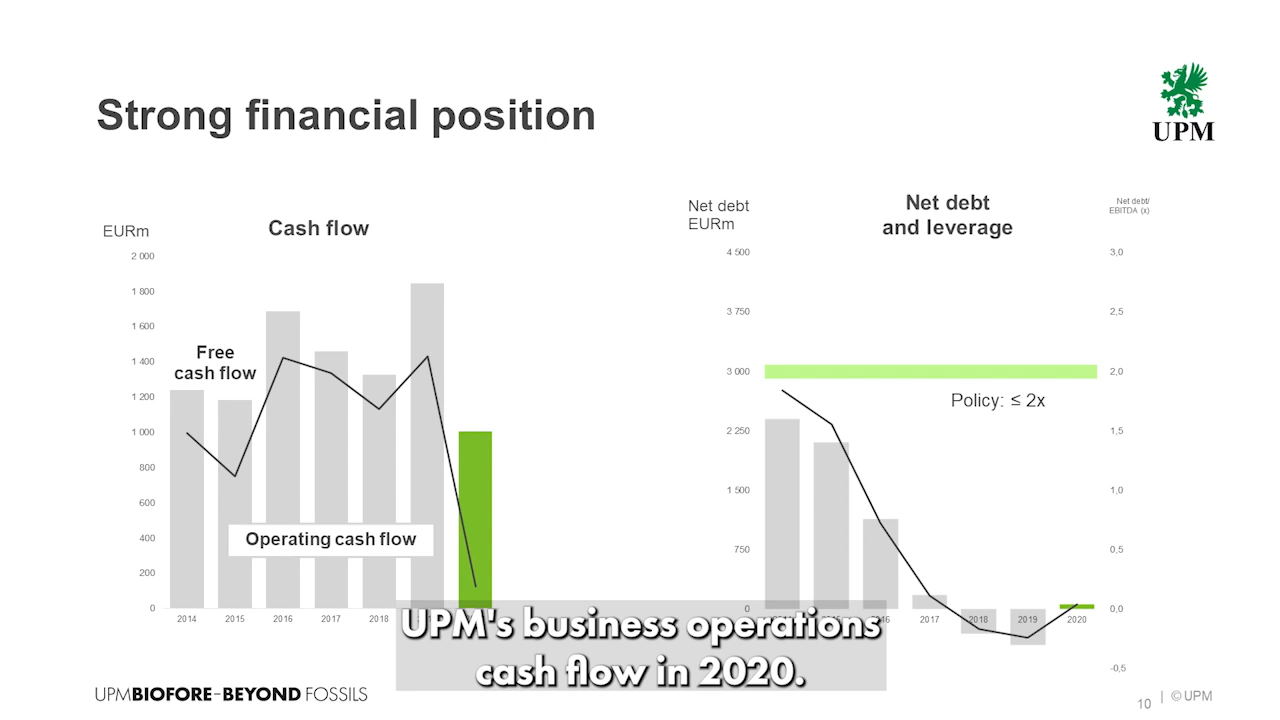 Strong financial position
UPM
EURm
Cash flow
2 000
1 800
1 600
1 400
1 200
1 000
800
600
400
200
0
Free
cash flow
Operating cash flow
2014 2015 2016 2017 2018
Net debt
EURm
Net debt
and leverage
Net debt/
EBITDA (x)
4 500
3 750
3 000
2 250
1 500
750
0
3,0
2,5
2,0
1,5
1,0
0,5
0,0
-0,5
Policy: ≤ 2x
2017 2018 2019 2020
UPM's business operations
cash flow in 2020.
UPMBIOFORE–BEYOND FOSSILS
10 | © UPM